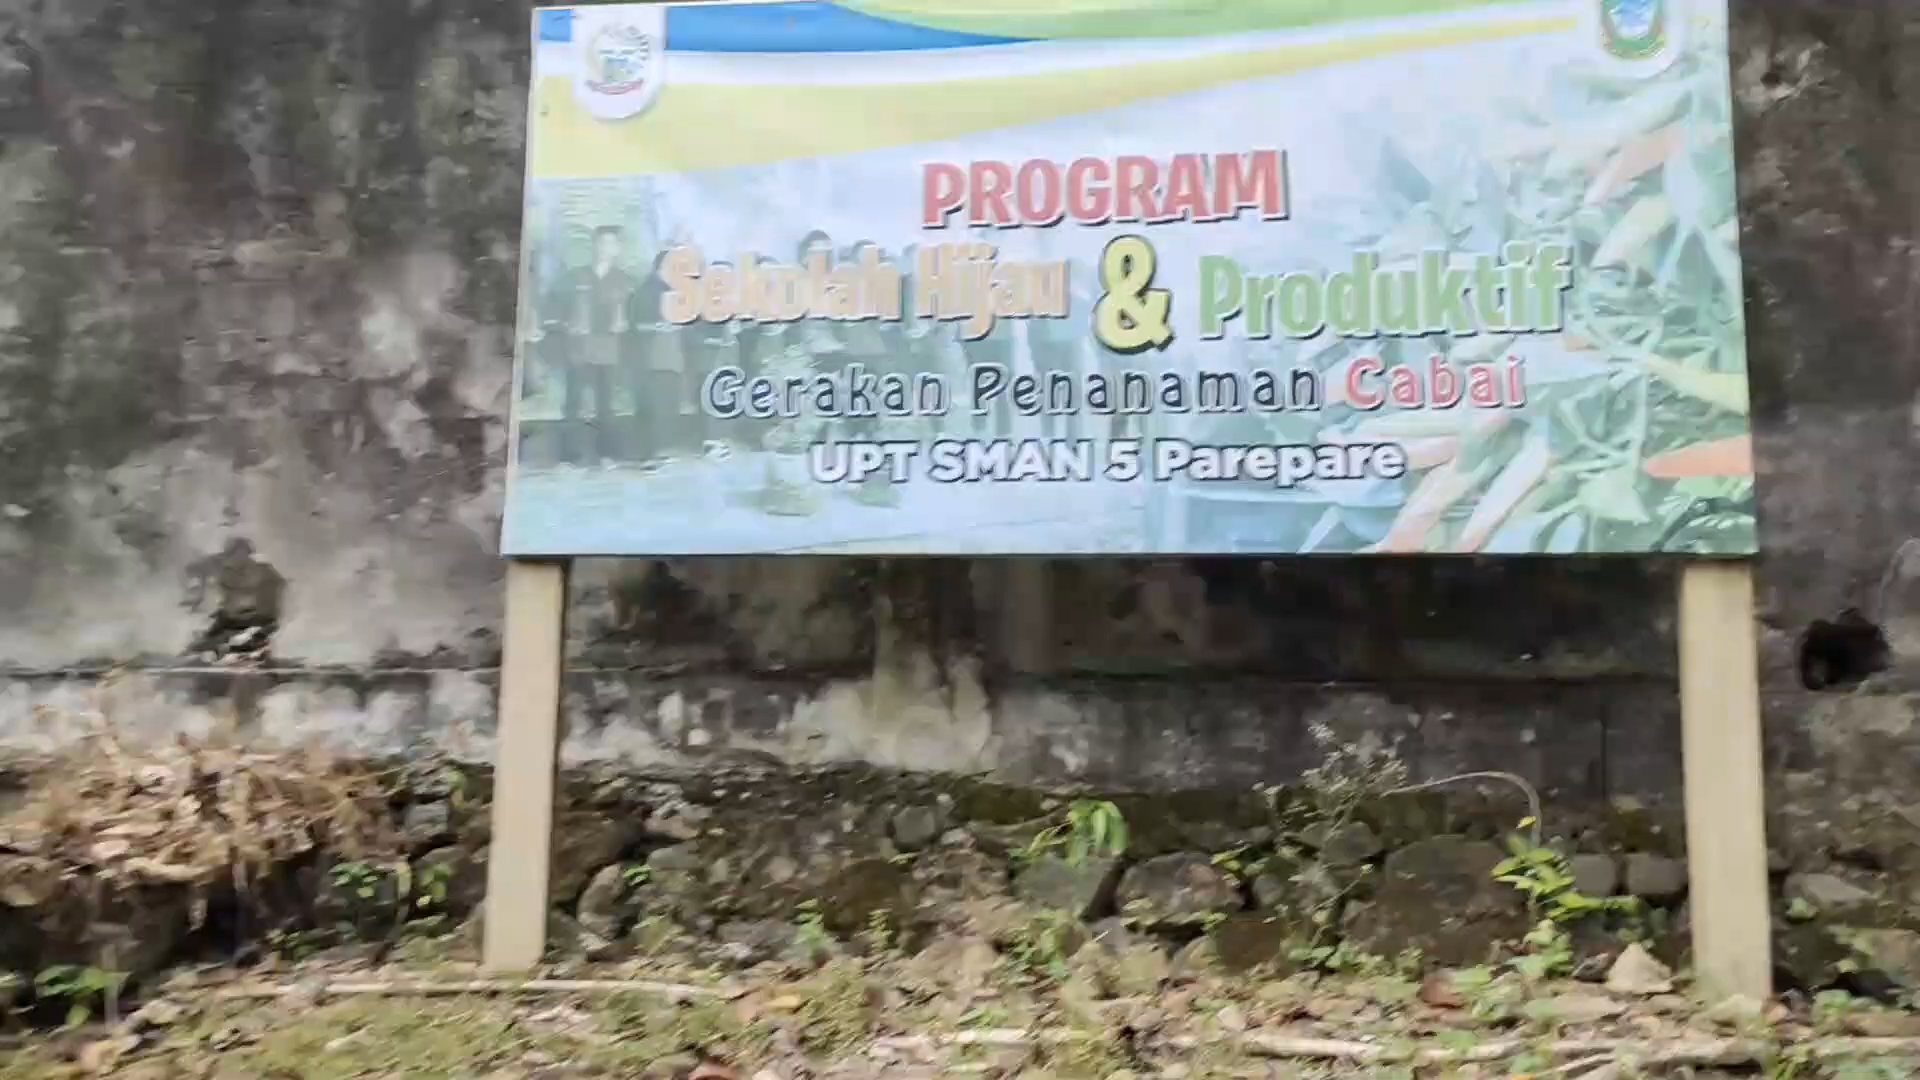 PROGRAM
Sekolah Hijau & Produktif
Gerakan Penanaman Cabai
UPT SMAN 5 Parepare